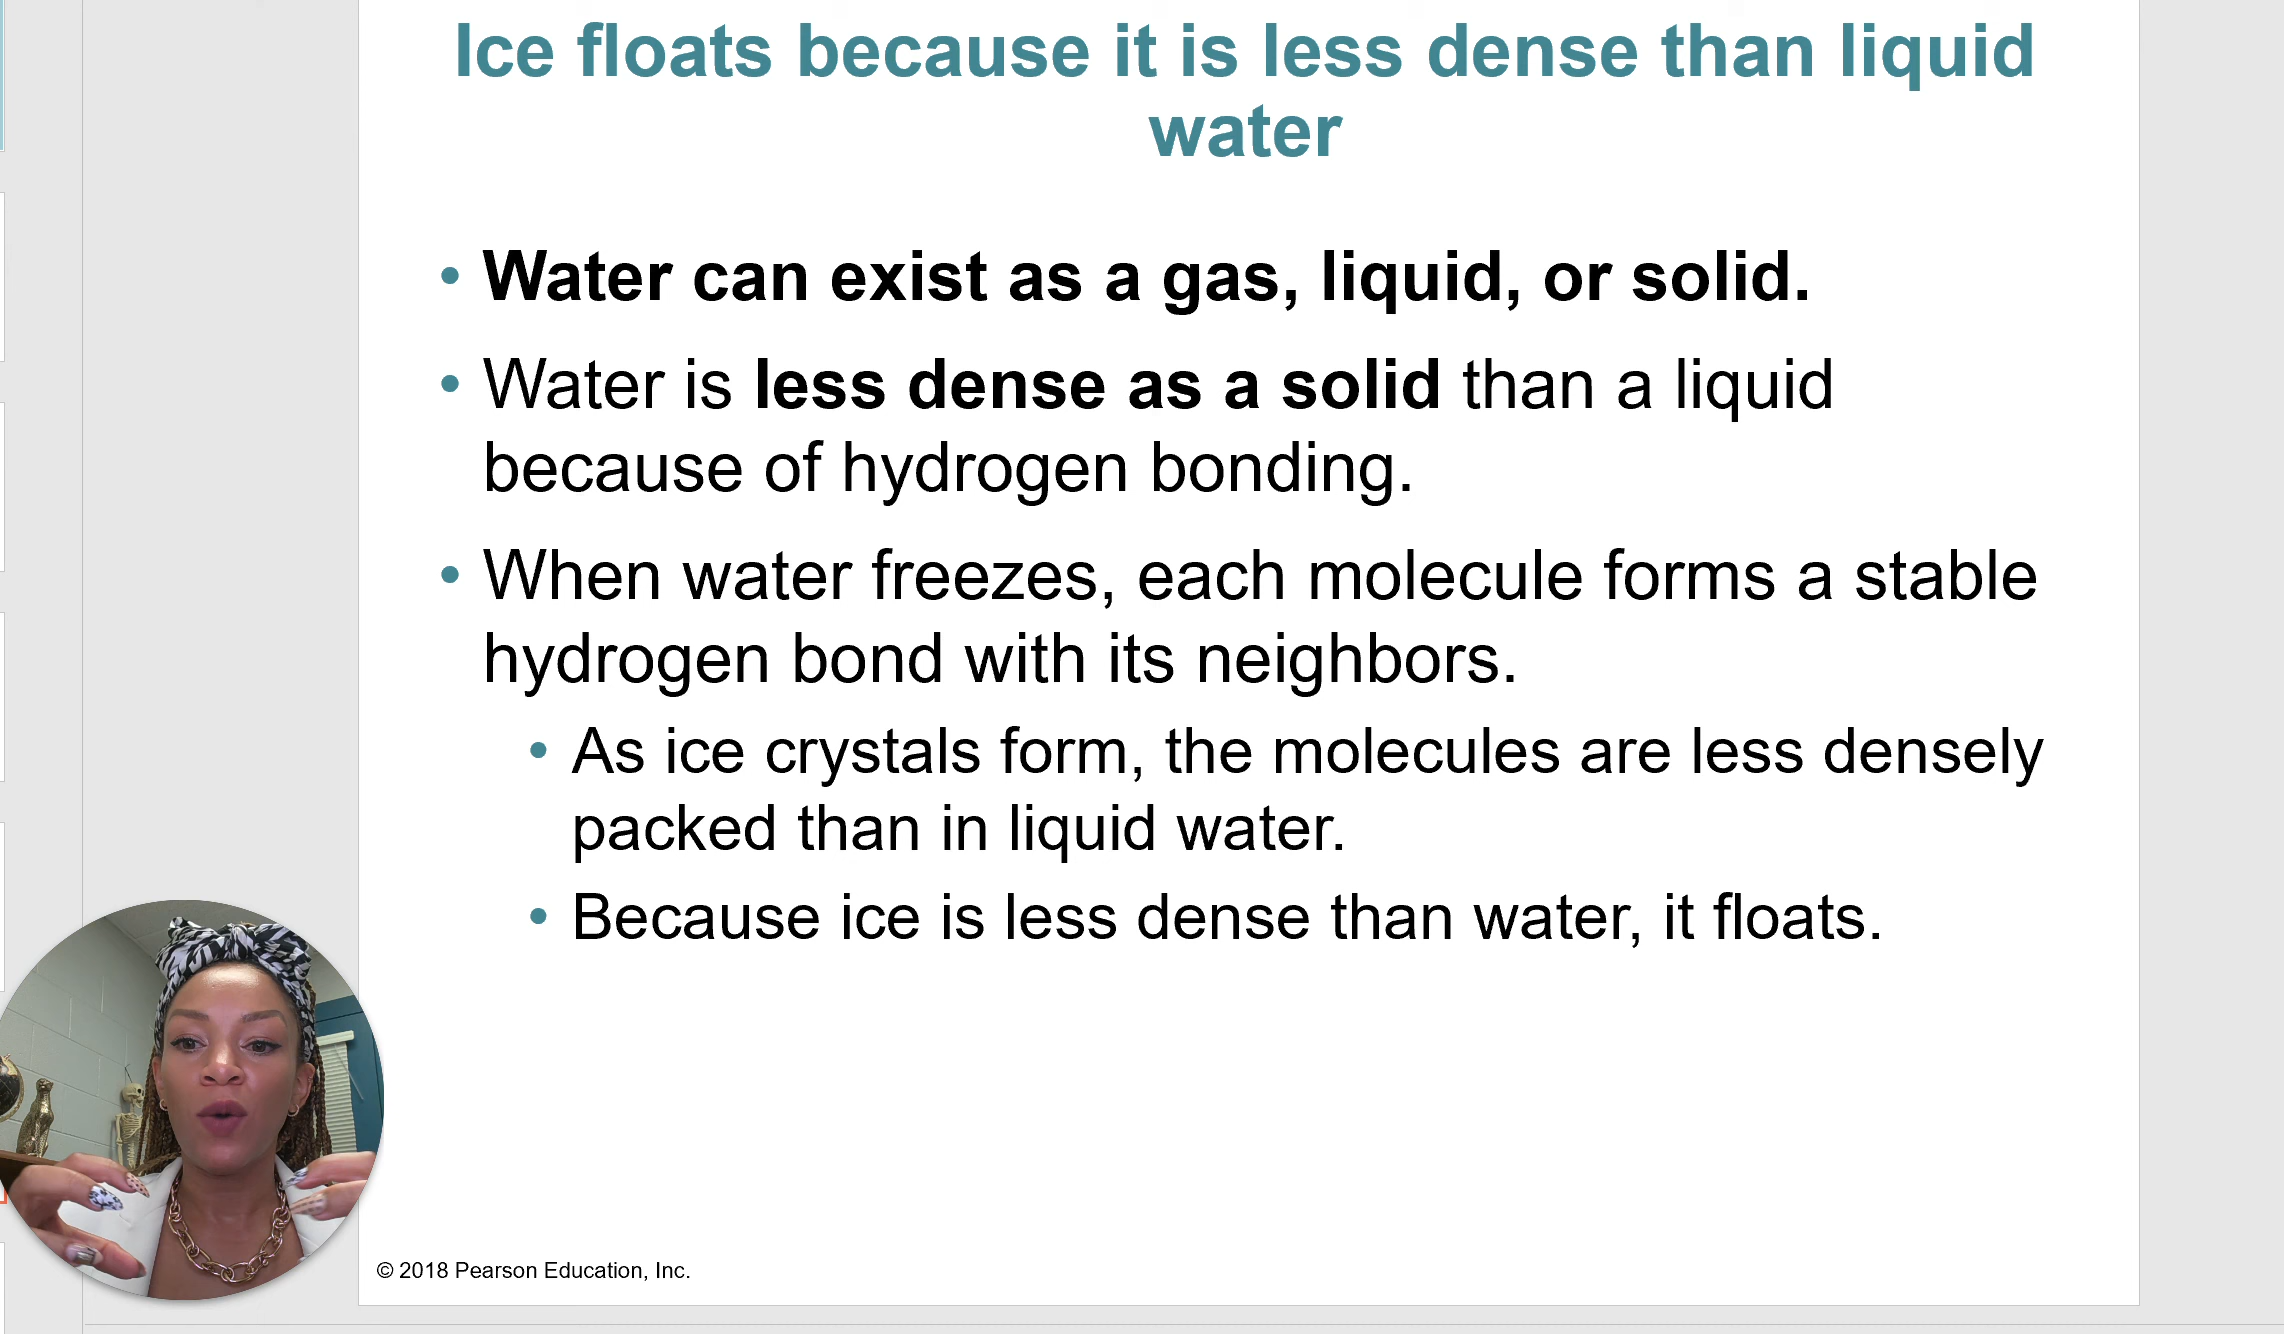 Ice floats because it is less dense than liquid
water
• Water can exist as a gas, liquid, or solid.
• Water is less dense as a solid than a liquid
because of hydrogen bonding.
• When water freezes, each molecule forms a stable
hydrogen bond with its neighbors.
• As ice crystals form, the molecules are less densely
packed than in liquid water.
• Because ice is less dense than water, it floats.
© 2018 Pearson Education, Inc.